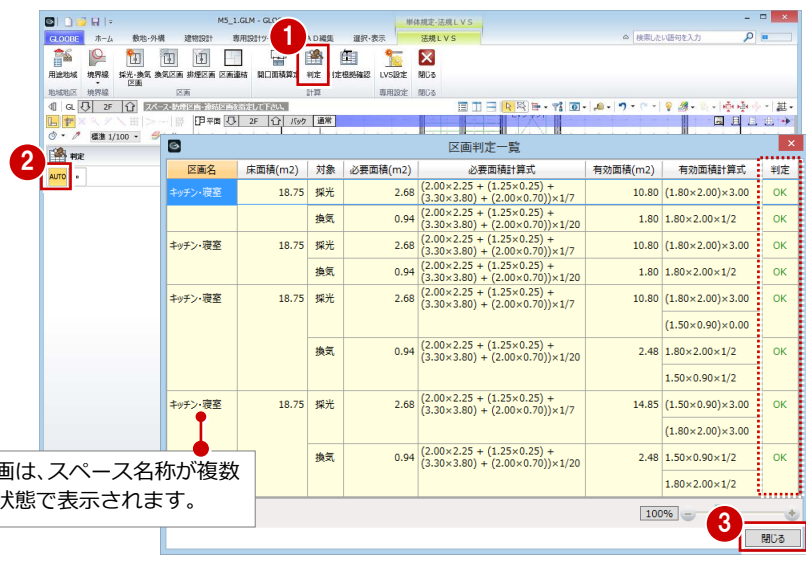 M5_1.GLM - GLO
単体規定-法規ＬＶＳ
GLOOBE ホーム 敷地・外構 建物設計 専用設計ツ ＡＤ編集 選択・表示 法規ＬＶＳ 検索したい語句を入力
1
用途地域 境界線 採光・換気区画 換気区画 排煙区画 区画連結 開口面積算定 判定 定根拠確認 LVS設定 閉じる
地域地区 境界線 区画 計算 専用設定 閉じる
GL 2F スペース・防煙区画・連結区画を指定して下さい。
平面 2F バック 通常
標準 1/100
判定
2
AUTO
区画判定一覧
区画名 床面積(m2) 対象 必要面積(m2) 必要面積計算式 有効面積(m2) 有効面積計算式 判定
キッチン・寝室 18.75 採光 2.68 (2.00×2.25 + (1.25×0.25) + (3.30×3.80) + (2.00×0.70))×1/7 10.80 (1.80×2.00)×3.00 OK
換気 0.94 (2.00×2.25 + (1.25×0.25) + (3.30×3.80) + (2.00×0.70))×1/20 1.80 1.80×2.00×1/2 OK
キッチン・寝室 18.75 採光 2.68 (2.00×2.25 + (1.25×0.25) + (3.30×3.80) + (2.00×0.70))×1/7 10.80 (1.80×2.00)×3.00 OK
換気 0.94 (2.00×2.25 + (1.25×0.25) + (3.30×3.80) + (2.00×0.70))×1/20 1.80 1.80×2.00×1/2 OK
キッチン・寝室 18.75 採光 2.68 (2.00×2.25 + (1.25×0.25) + (3.30×3.80) + (2.00×0.70))×1/7 10.80 (1.80×2.00)×3.00 OK
(1.50×0.90)×0.00
換気 0.94 (2.00×2.25 + (1.25×0.25) + (3.30×3.80) + (2.00×0.70))×1/20 2.48 1.80×2.00×1/2 OK
1.50×0.90×1/2
キッチン・寝室 18.75 採光 2.68 (2.00×2.25 + (1.25×0.25) + (3.30×3.80) + (2.00×0.70))×1/7 14.85 (1.50×0.90)×3.00 OK
(1.80×2.00)×3.00
換気 0.94 (2.00×2.25 + (1.25×0.25) + (3.30×3.80) + (2.00×0.70))×1/20 2.48 1.50×0.90×1/2 OK
1.80×2.00×1/2
画は、スペース名称が複数
状態で表示されます。
100%
3
閉じる